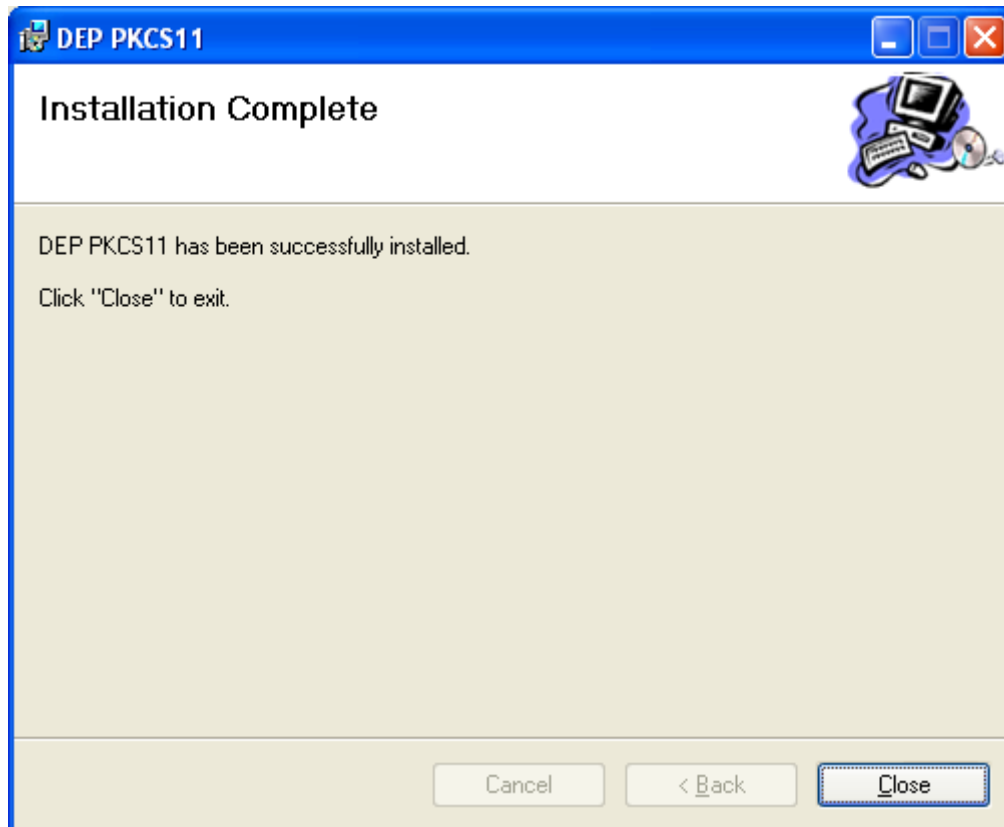 DEP PKCS11
Installation Complete
DEP PKCS11 has been successfully installed.
Click "Close" to exit.
Cancel
< Back
Close